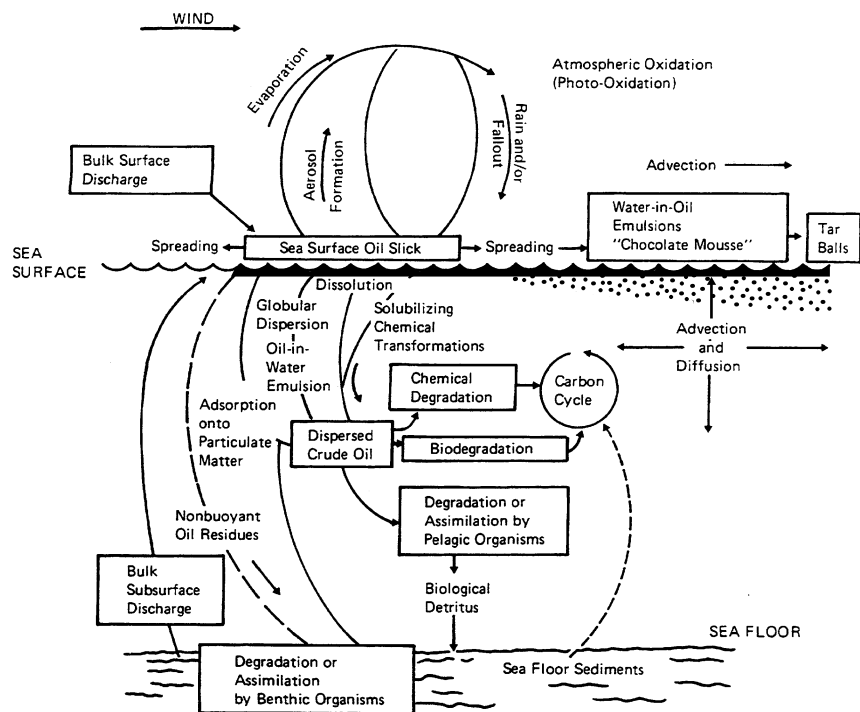 WIND
Evaporation
Atmospheric Oxidation
(Photo-Oxidation)
Aerosol
Formation
Rain and/or
Fallout
Bulk Surface
Discharge
Advection
Water-in-Oil
Emulsions
"Chocolate Mousse"
Tar
Balls
SEA
SURFACE
Spreading
Sea Surface Oil Slick
Spreading
Dissolution
Globular
Dispersion
Solubilizing
Chemical
Transformations
Oil-in-
Water
Emulsion
Advection
and
Diffusion
Chemical
Degradation
Carbon
Cycle
Adsorption
onto
Particulate
Matter
Dispersed
Crude Oil
Biodegradation
Degradation or
Assimilation by
Pelagic Organisms
Nonbuoyant
Oil Residues
Bulk
Subsurface
Discharge
Biological
Detritus
SEA FLOOR
Degradation or
Assimilation
by Benthic Organisms
Sea Floor Sediments